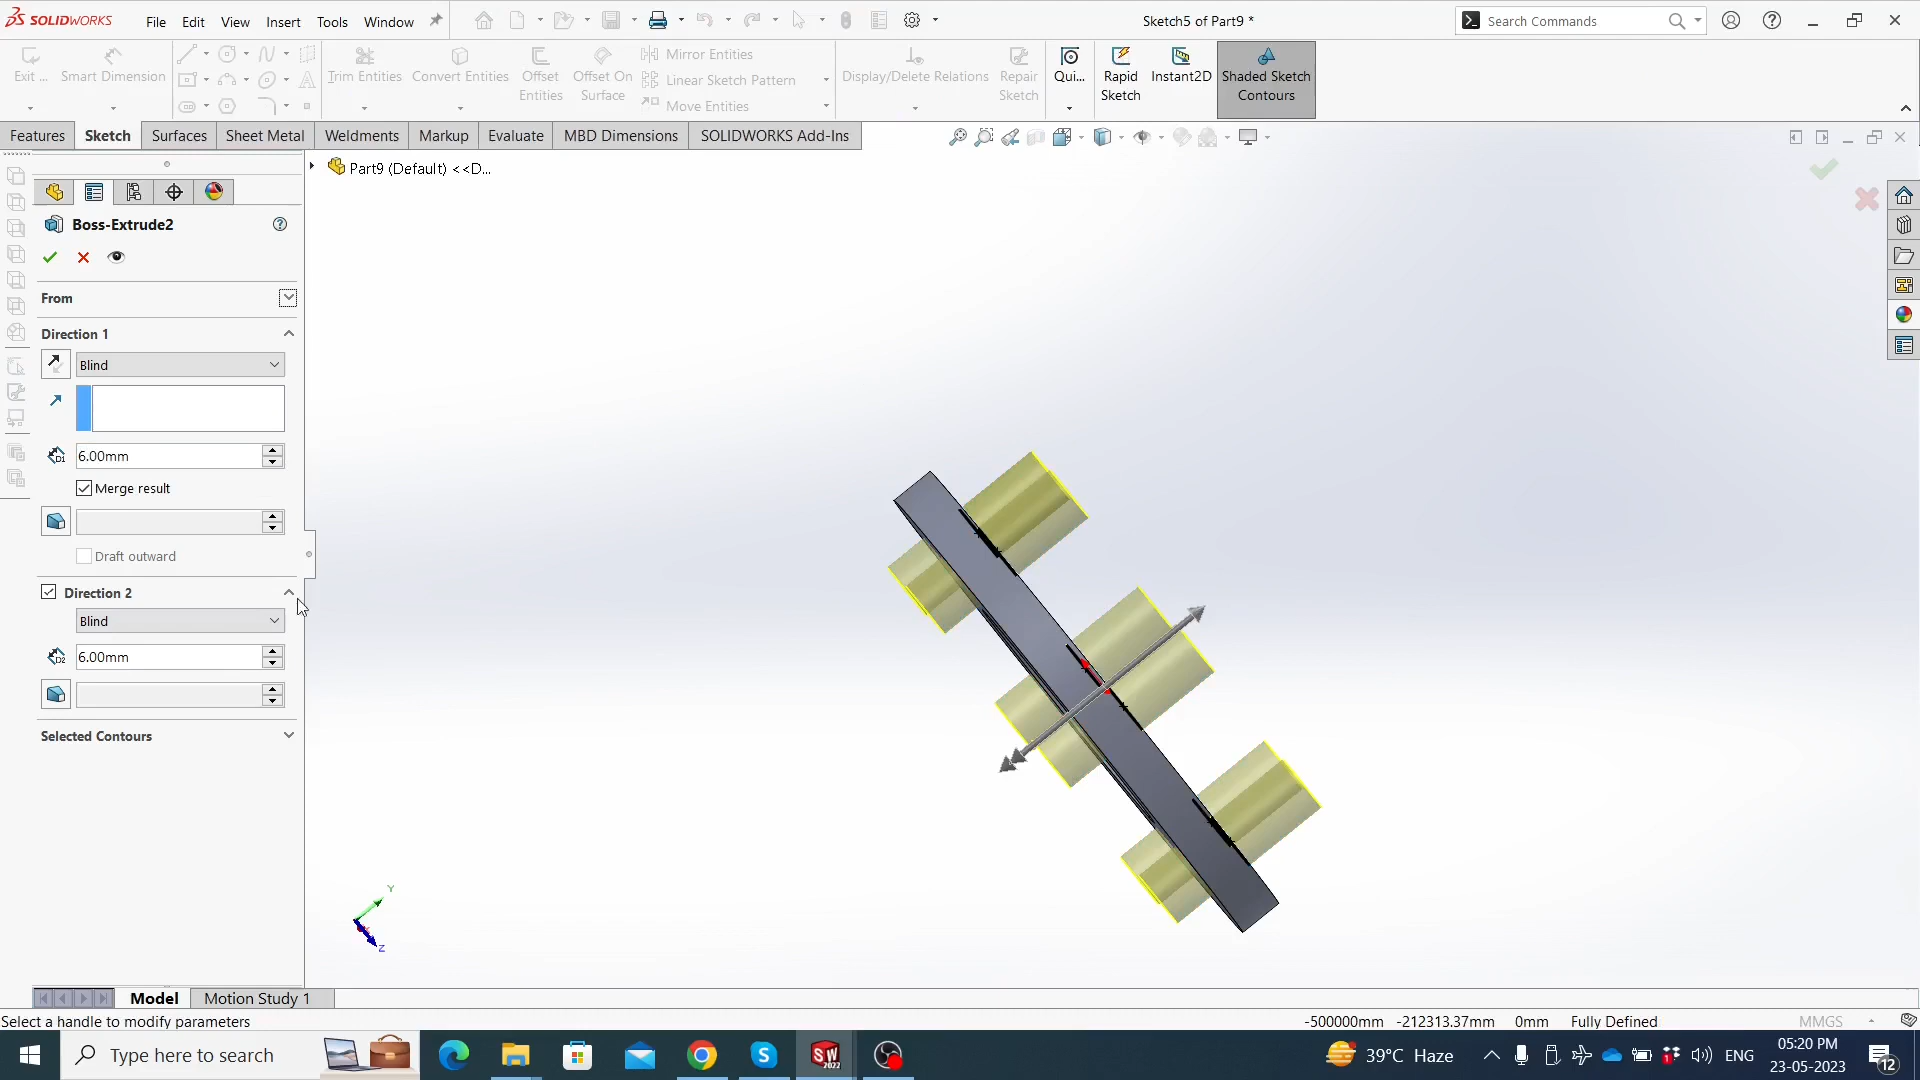 SOLIDWORKS File Edit View Insert Tools Window Sketch5 of Part9 * Search Commands
Exit ... Smart Dimension Trim Entities Convert Entities Offset Entities Offset On Surface Mirror Entities Linear Sketch Pattern Move Entities Display/Delete Relations Repair Sketch Qui... Rapid Sketch Instant2D Shaded Sketch Contours
Features Sketch Surfaces Sheet Metal Weldments Markup Evaluate MBD Dimensions SOLIDWORKS Add-Ins
Part9 (Default) <<D...
Boss-Extrude2
From
Direction 1
Blind
D1 6.00mm
Merge result
Draft outward
Direction 2
Blind
D2 6.00mm
Selected Contours
Y
Z
Model Motion Study 1
Select a handle to modify parameters -500000mm -212313.37mm 0mm Fully Defined MMGS
Type here to search SW 2022 39°C Haze ENG 05:20 PM
23-05-2023 12